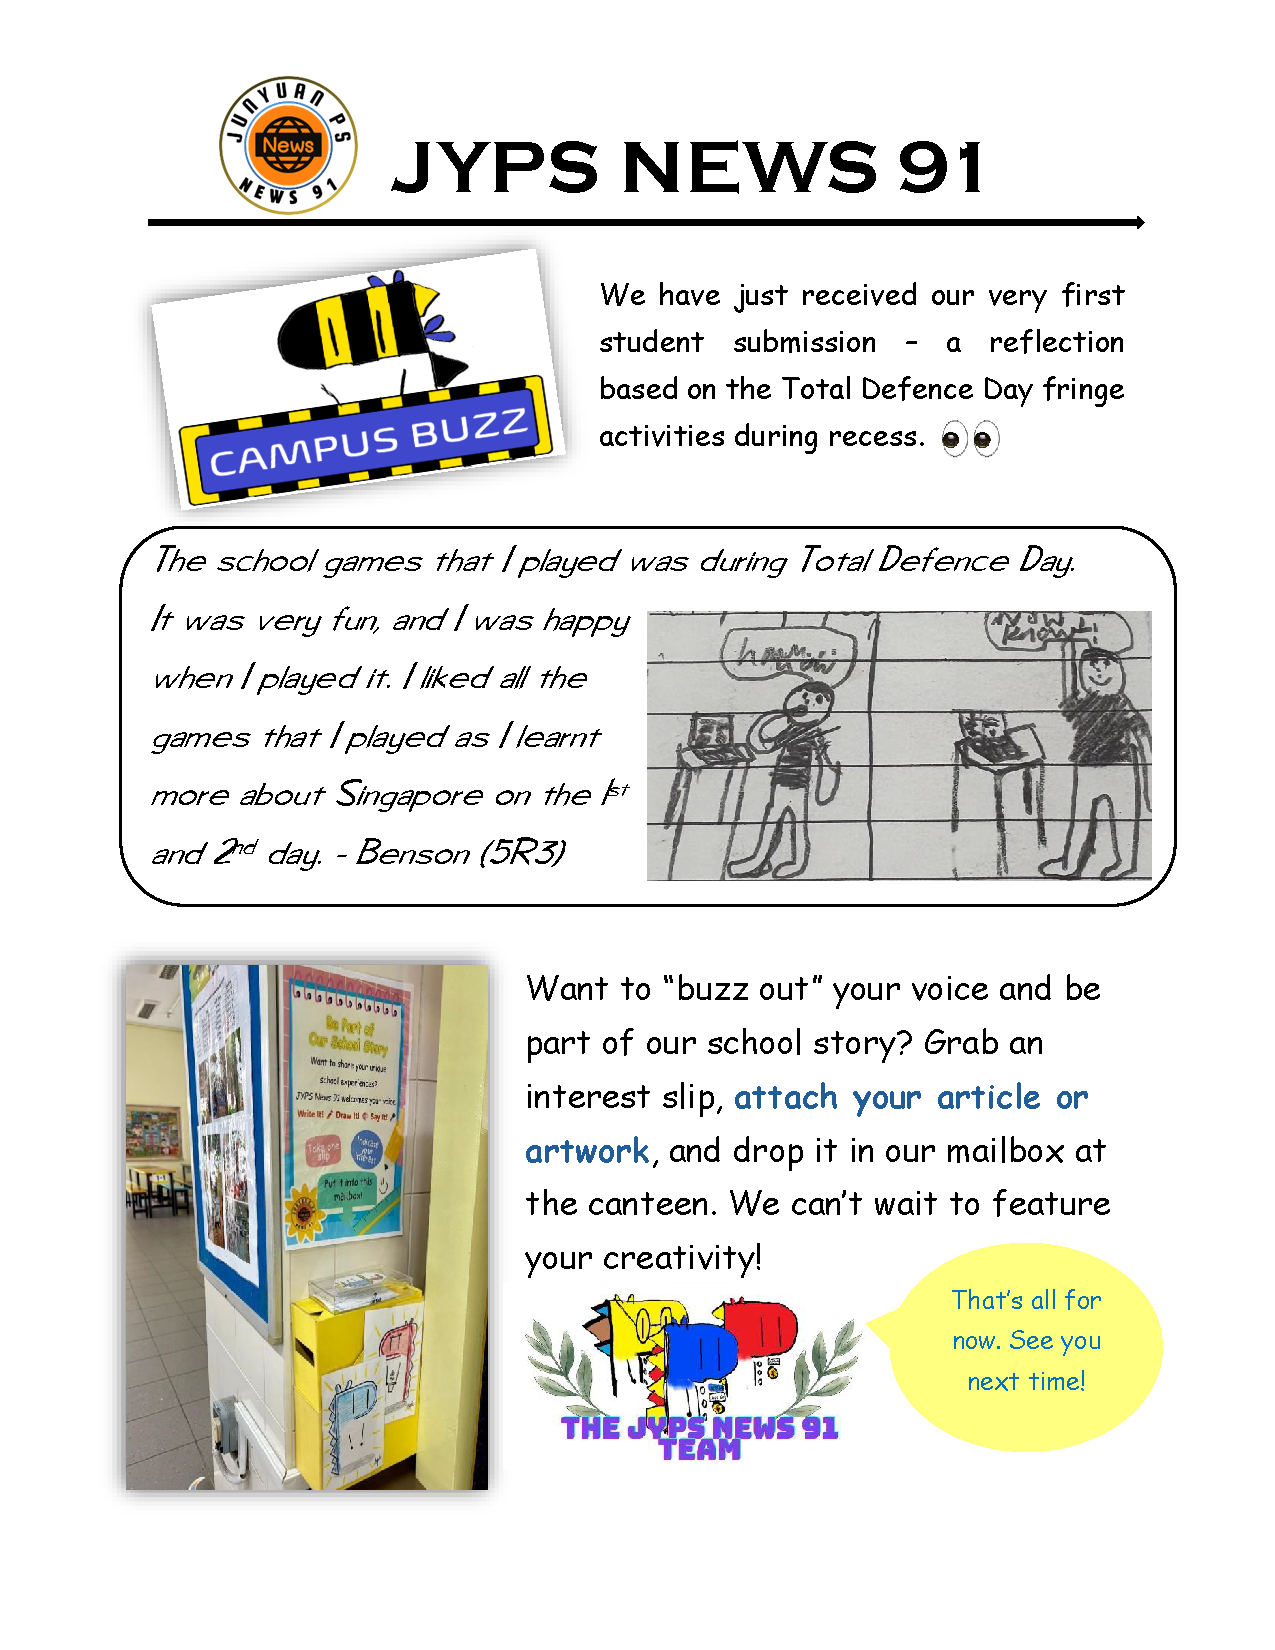 JUNYUAN PS
News
NEWS 91
JYPS NEWS 91
CAMPUS BUZZ
We have just received our very first
student submission – a reflection
based on the Total Defence Day fringe
activities during recess.
The school games that I played was during Total Defence Day.
It was very fun, and I was happy
when I played it. I liked all the
games that I played as I learnt
more about Singapore on the 1st
and 2nd day. - Benson (5R3)
Be Part of
Our School Story
Want to share your unique
school experiences?
JYPS News 91 welcomes your voice
Write It! Draw It! Say It!
Take one
slip
Indicate
your
interest
Put it into this
mailbox!
Want to “buzz out” your voice and be
part of our school story? Grab an
interest slip, attach your article or
artwork, and drop it in our mailbox at
the canteen. We can’t wait to feature
your creativity!
THE JYPS NEWS 91
TEAM
That’s all for
now. See you
next time!